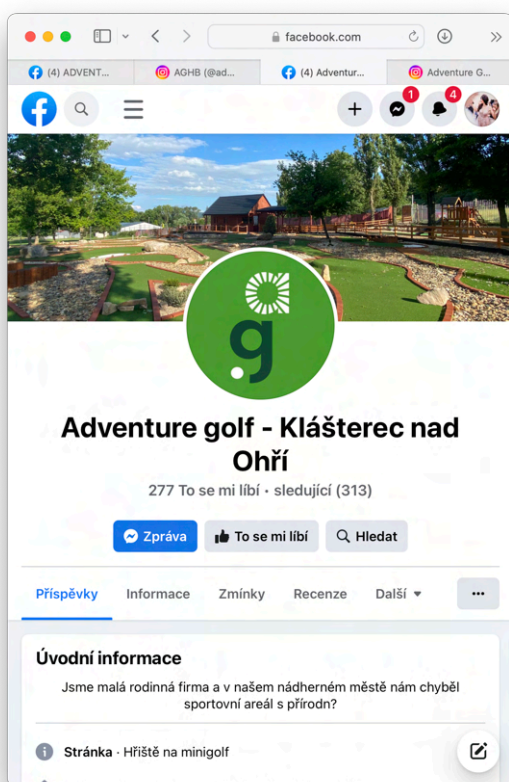 facebook.com
(4) ADVENT...
AGHB (@ad...
(4) Adventur...
Adventure G...
1
4
g
Adventure golf - Klášterec nad
Ohří
277 To se mi líbí • sledující (313)
Zpráva
To se mi líbí
Hledat
Příspěvky
Informace
Zmínky
Recenze
Další
Úvodní informace
Jsme malá rodinná firma a v našem nádherném městě nám chyběl
sportovní areál s přírodn?
Stránka · Hřiště na minigolf